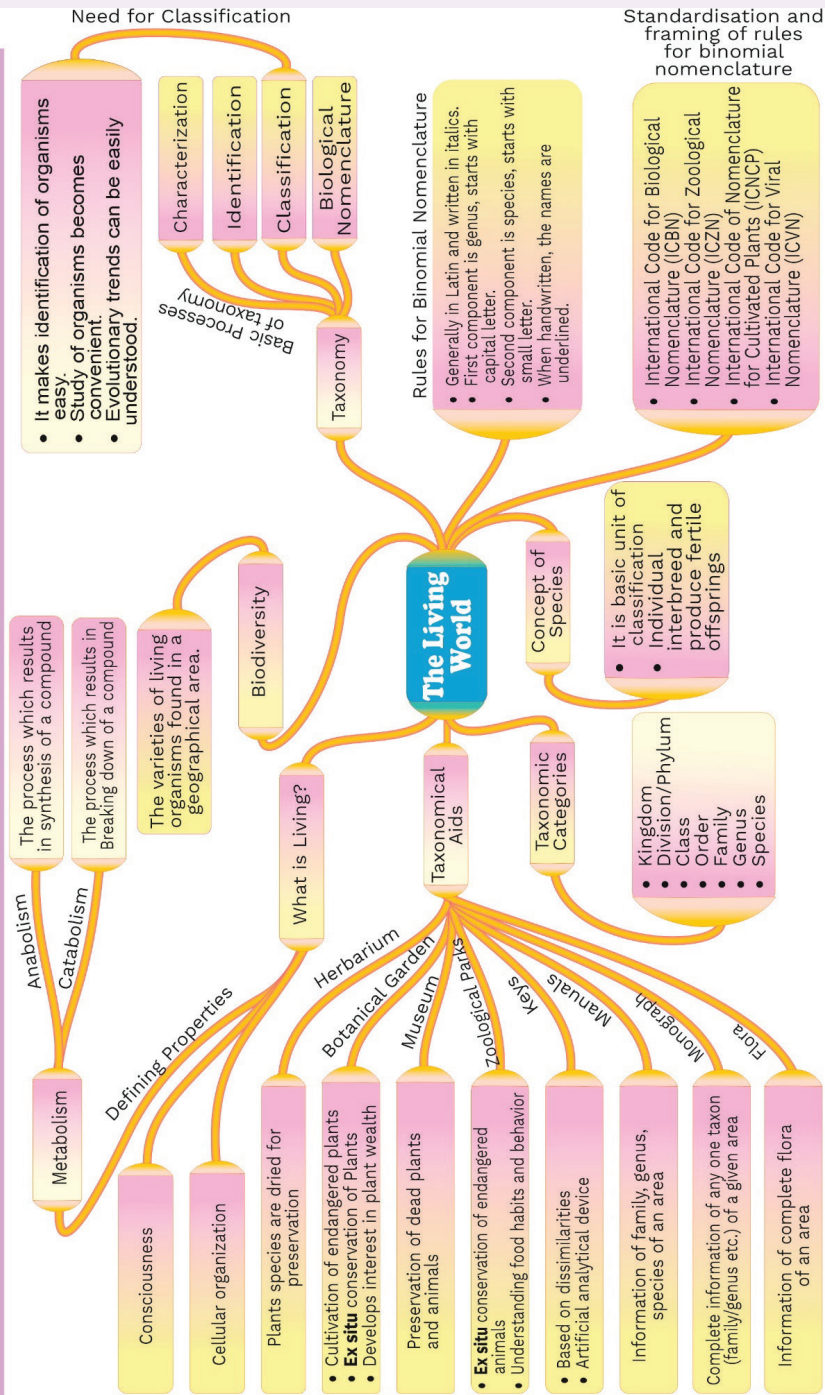 Need for Classification
• It makes identification of organisms
easy.
• Study of organisms becomes
convenient.
• Evolutionary trends can be easily
understood.
Characterization
Identification
Classification
Biological
Nomenclature
Basic Processes
of taxonomy
Taxonomy
Rules for Binomial Nomenclature
• Generally in Latin and written in italics.
• First component is genus, starts with
capital letter.
• Second component is species, starts with
small letter.
• When handwritten, the names are
underlined.
Standardisation and
framing of rules
for binomial
nomenclature
• International Code for Biological
Nomenclature (ICBN)
• International Code for Zoological
Nomenclature (ICZN)
• International Code of Nomenclature
for Cultivated Plants (ICNCP)
• International Code for Viral
Nomenclature (ICVN)
The Living
World
Biodiversity
The varieties of living
organisms found in a
geographical area.
Concept of
Species
• It is basic unit of
classification
• Individual
interbreed and
produce fertile
offsprings
What is Living?
Defining Properties
Metabolism
Anabolism
The process which results
in synthesis of a compound
Catabolism
The process which results in
Breaking down of a compound
Consciousness
Cellular organization
Taxonomical
Aids
Herbarium
Plants species are dried for
preservation
Botanical Garden
• Cultivation of endangered plants
• Ex situ conservation of Plants
• Develops interest in plant wealth
Museum
Preservation of dead plants
and animals
Zoological Parks
• Ex situ conservation of endangered
animals
• Understanding food habits and behavior
Keys
• Based on dissimilarities
• Artificial analytical device
Manuals
Information of family, genus,
species of an area
Monograph
Complete information of any one taxon
(family/genus etc.) of a given area
Flora
Information of complete flora
of an area
Taxonomic
Categories
• Kingdom
• Division/Phylum
• Class
• Order
• Family
• Genus
• Species